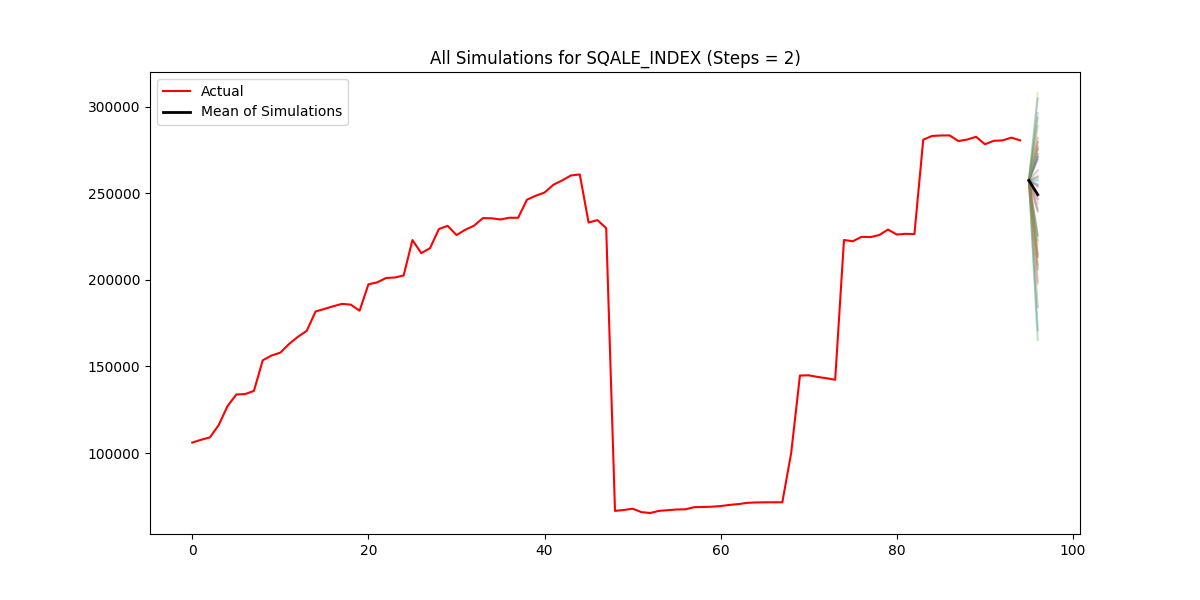 All Simulations for SQALE_INDEX (Steps = 2)
Actual
Mean of Simulations
300000
250000
200000
150000
100000
0 20 40 60 80 100